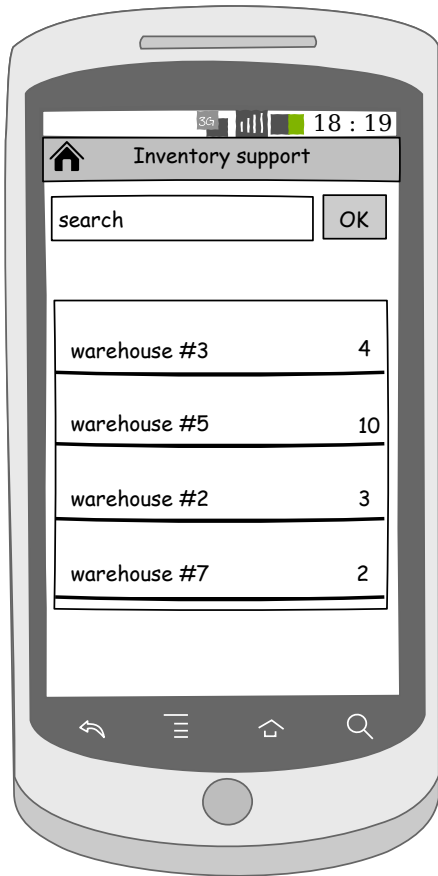 3G 18 : 19
Inventory support
search OK
warehouse #3 4
warehouse #5 10
warehouse #2 3
warehouse #7 2